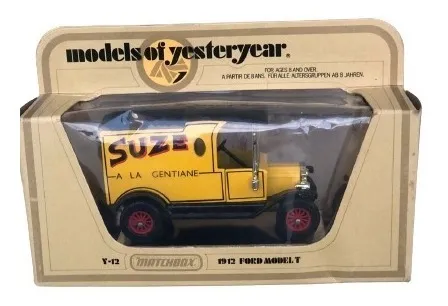 models of yesteryear®
FOR AGES 8 AND OVER.
A PARTIR DE 8 ANS. FÜR ALLE ALTERSGRUPPEN AB 8 JAHREN.
SUZE
A LA GENTIANE
Y-12 MATCHBOX 1912 FORD MODEL T